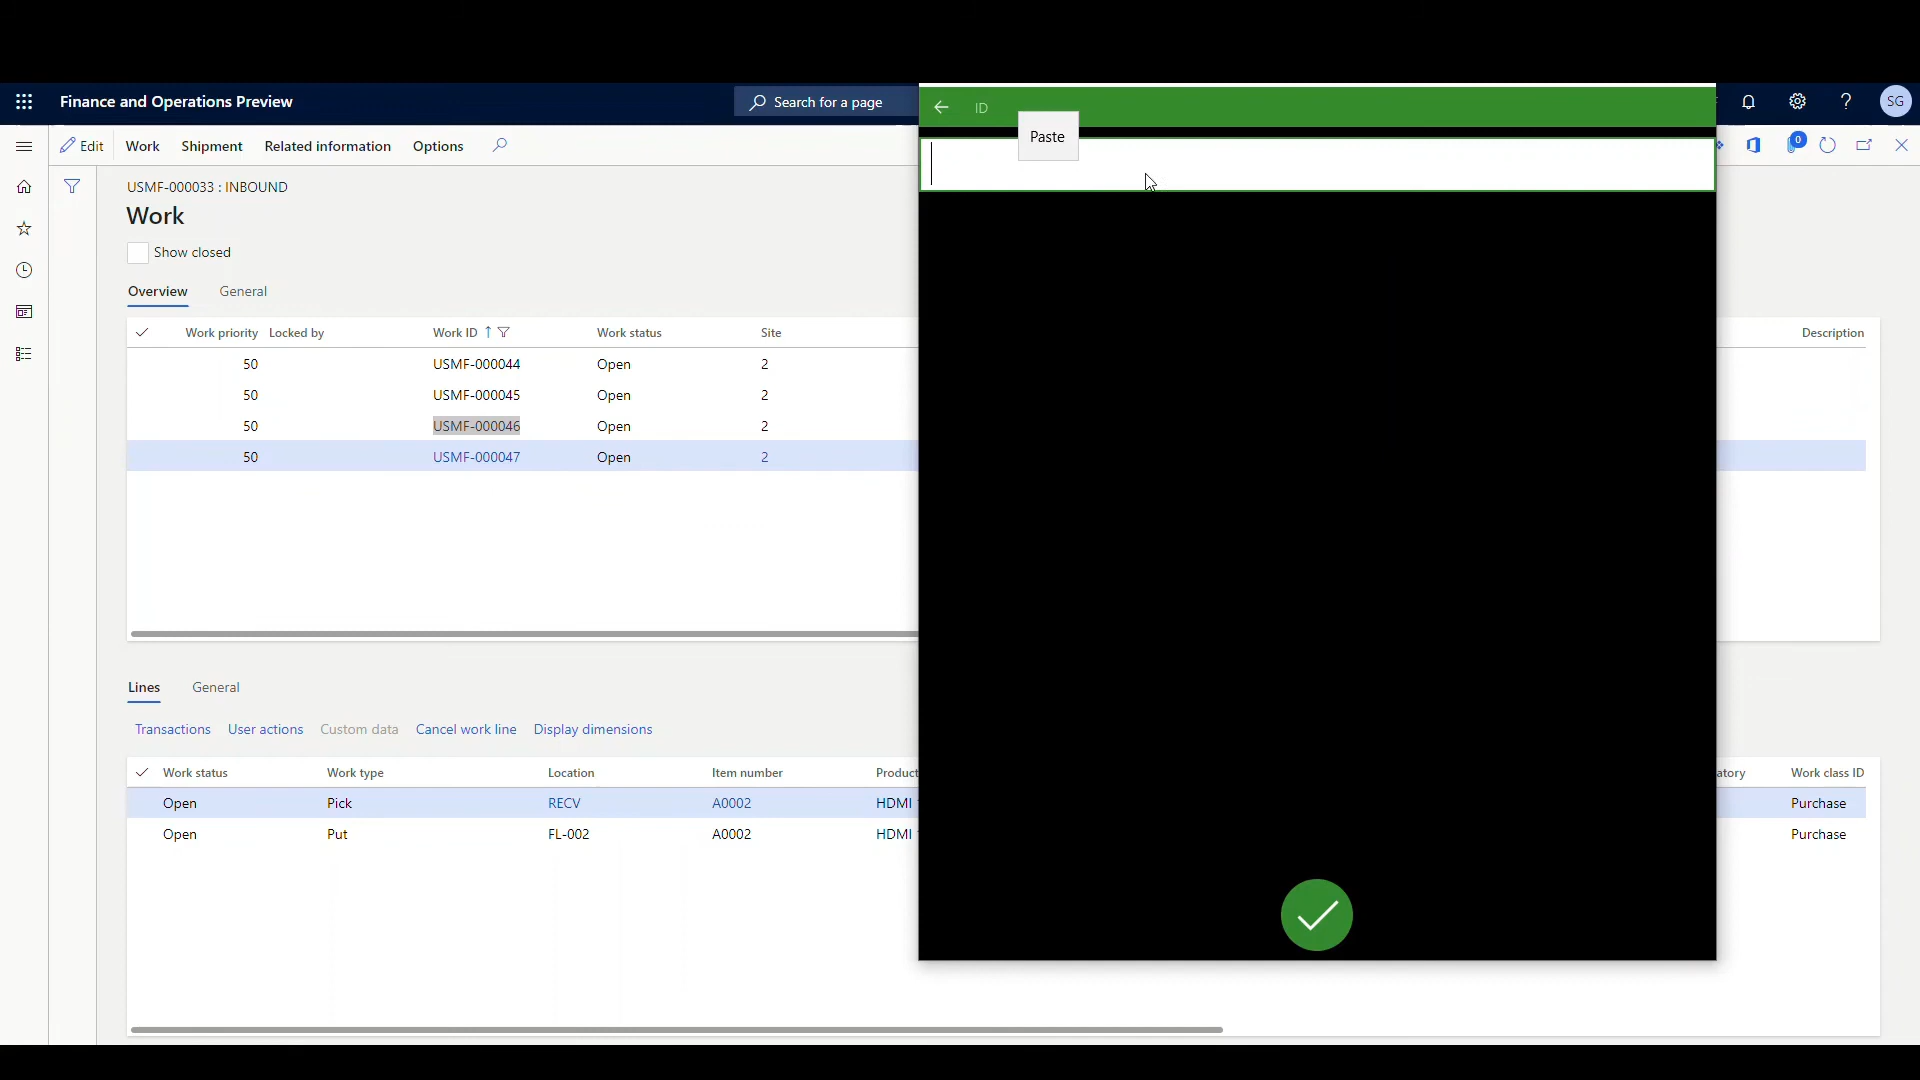 Finance and Operations Preview
Search for a page
SG
ID
Paste
Edit Work Shipment Related information Options
0
USMF-000033 : INBOUND
Work
Show closed
Overview General
Work priority Locked by Work ID Work status Site Description
50 USMF-000044 Open 2
50 USMF-000045 Open 2
50 USMF-000046 Open 2
50 USMF-000047 Open 2
Lines General
Transactions User actions Custom data Cancel work line Display dimensions
Work status Work type Location Item number Product atory Work class ID
Open Pick RECV A0002 HDMI Purchase
Open Put FL-002 A0002 HDMI Purchase